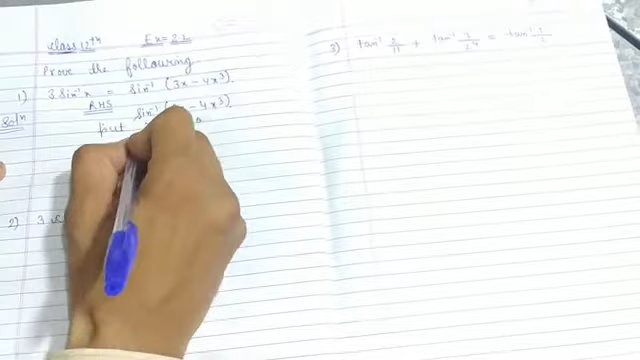 Class 12th Ex = 2.2
Prove the following
1) 3 sin⁻¹x = sin⁻¹ (3x - 4x³).
Solⁿ RHS
sin⁻¹ ( - 4x³)
put
2) 3
3) tan⁻¹ 2/11 + tan⁻¹ 7/24 = tan⁻¹ 1/2